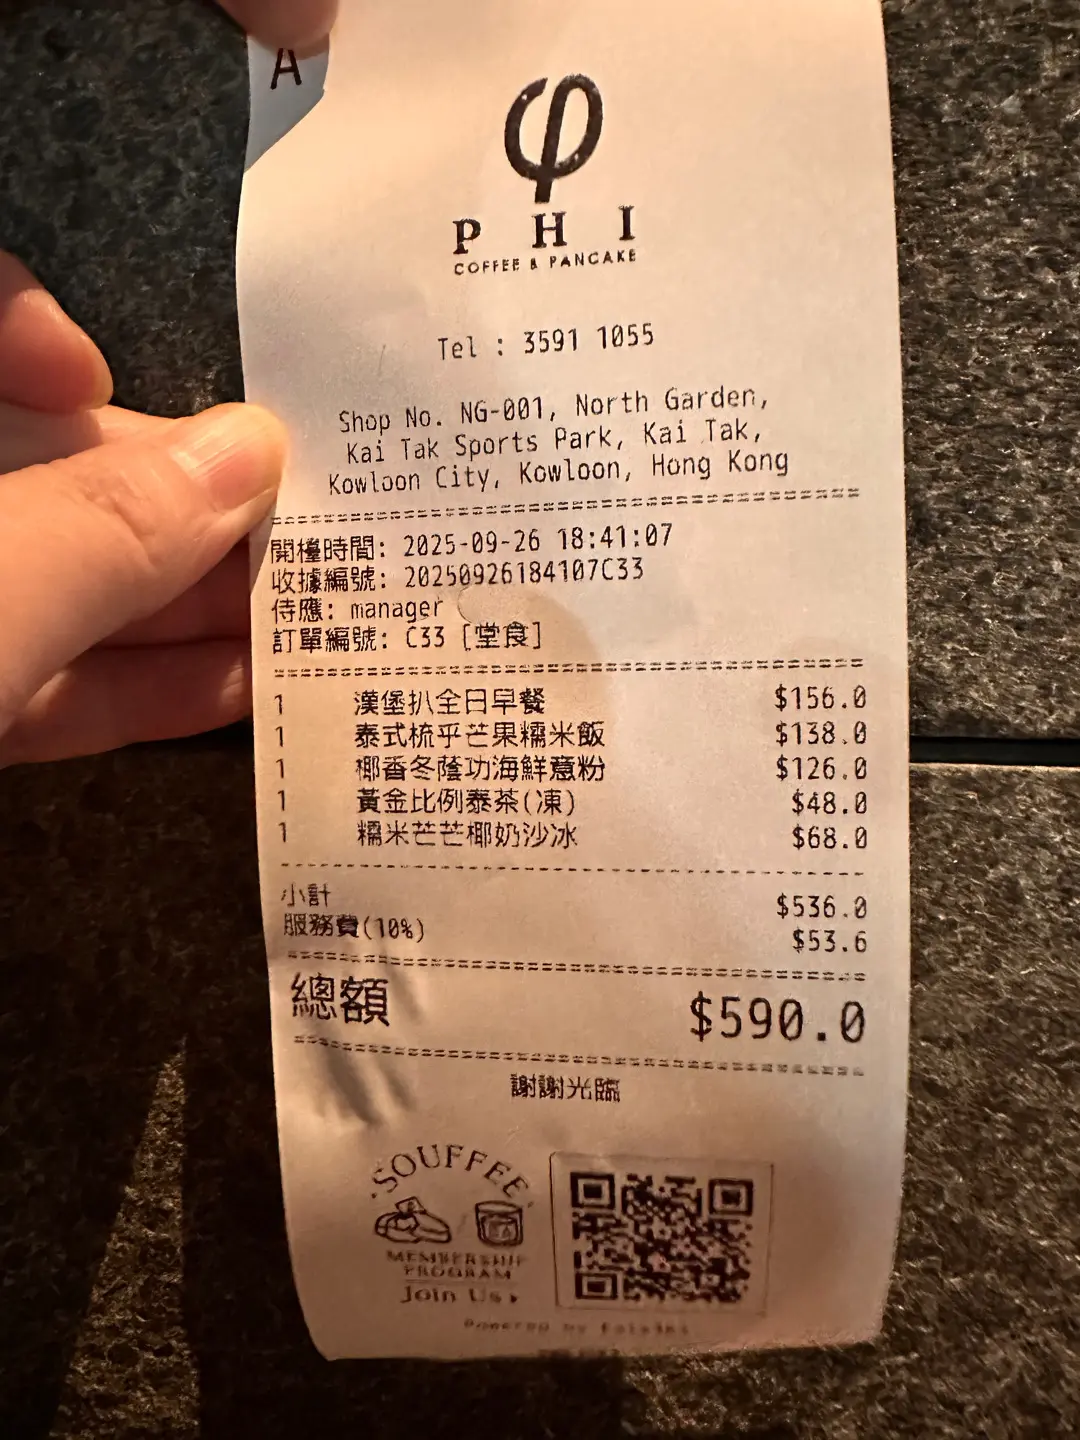 A
φ
PHI
COFFEE & PANCAKE
Tel : 3591 1055
Shop No. NG-001, North Garden,
Kai Tak Sports Park, Kai Tak,
Kowloon City, Kowloon, Hong Kong
開檯時間: 2025-09-26 18:41:07
收據編號: 20250926184107C33
侍應: manager
訂單編號: C33 [堂食]
1 漢堡扒全日早餐 $156.0
1 泰式梳乎芒果糯米飯 $138.0
1 椰香冬蔭功海鮮意粉 $126.0
1 黃金比例泰茶(凍) $48.0
1 糯米芒芒椰奶沙冰 $68.0
小計 $536.0
服務費(10%) $53.6
總額 $590.0
謝謝光臨
SOUFFEE
MEMBERSHIP
PROGRAM
Join Us
Powered by